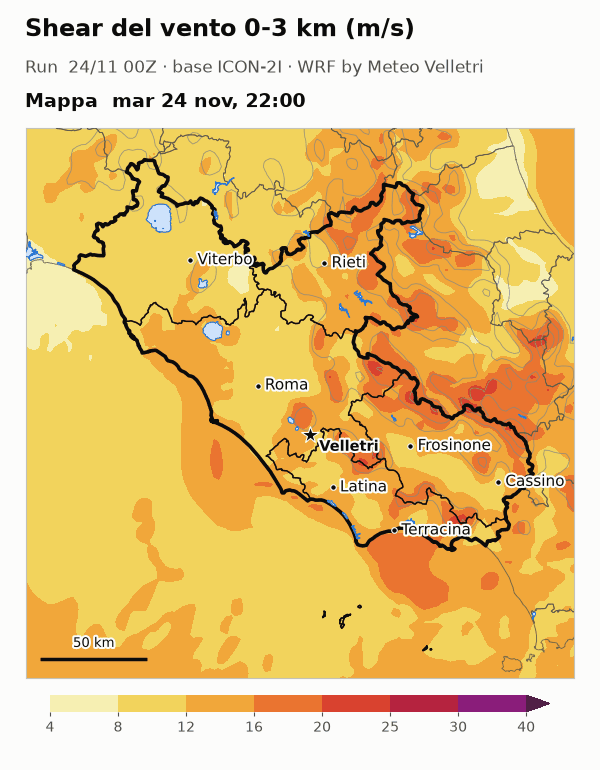 Shear del vento 0-3 km (m/s)
Run  24/11 00Z · base ICON-2I · WRF by Meteo Velletri
Mappa  mar 24 nov, 22:00
Viterbo
Rieti
Roma
Velletri
Frosinone
Latina
Cassino
Terracina
50 km
4 8 12 16 20 25 30 40